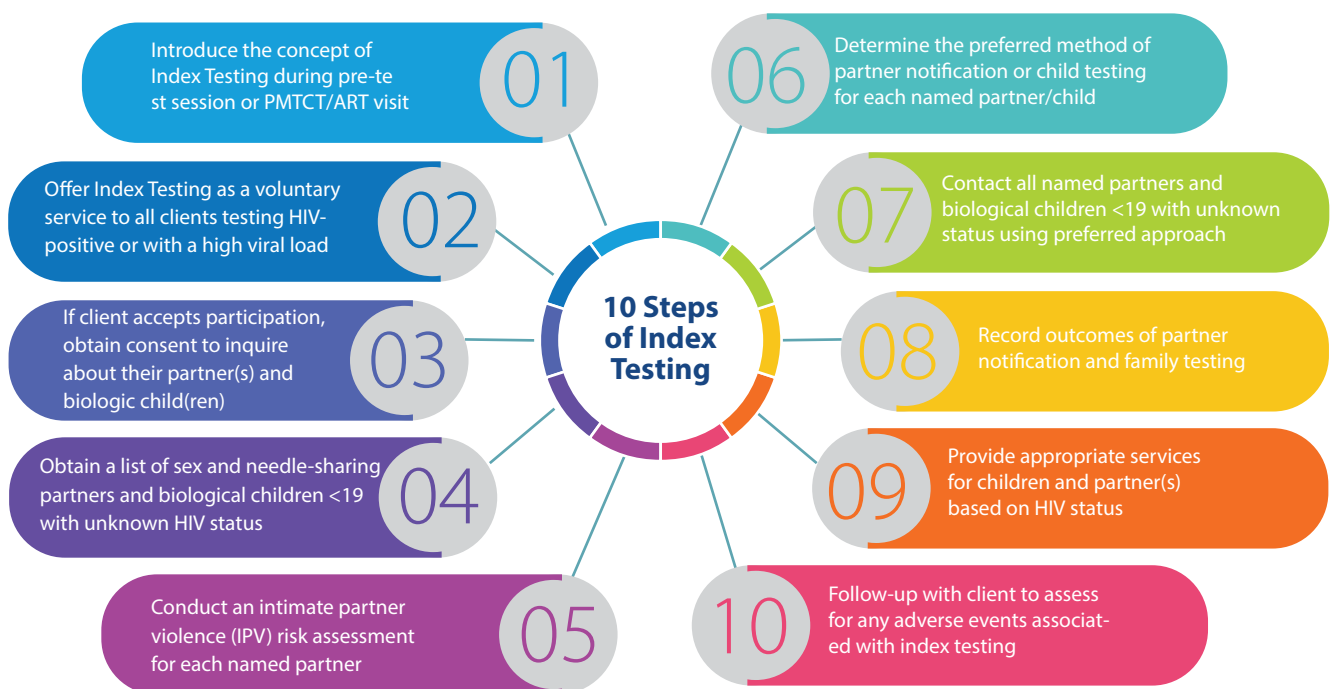 01
Introduce the concept of
Index Testing during pre-te
st session or PMTCT/ART visit
02
Offer Index Testing as a voluntary
service to all clients testing HIV-
positive or with a high viral load
03
If client accepts participation,
obtain consent to inquire
about their partner(s) and
biologic child(ren)
04
Obtain a list of sex and needle-sharing
partners and biological children <19
with unknown HIV status
05
Conduct an intimate partner
violence (IPV) risk assessment
for each named partner
10 Steps
of Index
Testing
06
Determine the preferred method of
partner notification or child testing
for each named partner/child
07
Contact all named partners and
biological children <19 with unknown
status using preferred approach
08
Record outcomes of partner
notification and family testing
09
Provide appropriate services
for children and partner(s)
based on HIV status
10
Follow-up with client to assess
for any adverse events associat-
ed with index testing